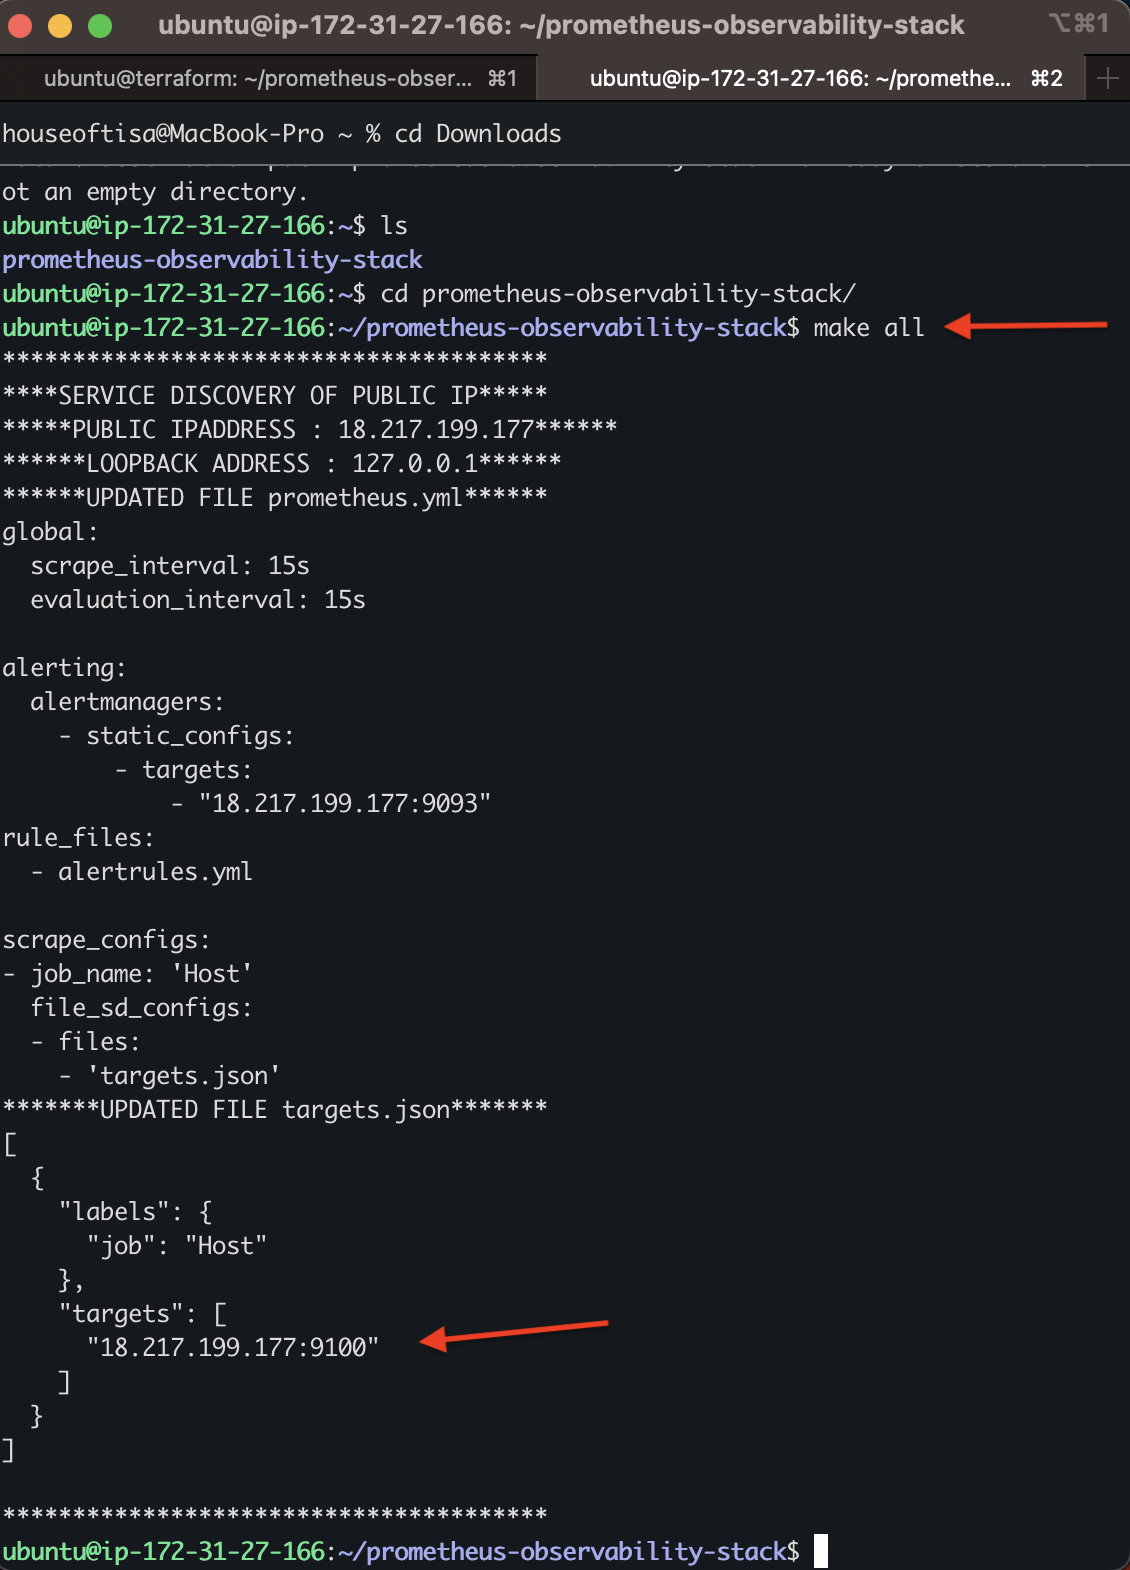 ubuntu@ip-172-31-27-166: ~/prometheus-observability-stack ⌥⌘1
ubuntu@terraform: ~/prometheus-obser... ⌘1 ubuntu@ip-172-31-27-166: ~/promethe... ⌘2 +
houseoftisa@MacBook-Pro ~ % cd Downloads
ot an empty directory.
ubuntu@ip-172-31-27-166:~$ ls
prometheus-observability-stack
ubuntu@ip-172-31-27-166:~$ cd prometheus-observability-stack/
ubuntu@ip-172-31-27-166:~/prometheus-observability-stack$ make all
***************************************
****SERVICE DISCOVERY OF PUBLIC IP*****
*****PUBLIC IPADDRESS : 18.217.199.177******
******LOOPBACK ADDRESS : 127.0.0.1******
******UPDATED FILE prometheus.yml******
global:
  scrape_interval: 15s
  evaluation_interval: 15s

alerting:
  alertmanagers:
    - static_configs:
        - targets:
            - "18.217.199.177:9093"
rule_files:
  - alertrules.yml

scrape_configs:
- job_name: 'Host'
  file_sd_configs:
  - files:
    - 'targets.json'
*******UPDATED FILE targets.json*******
[
  {
    "labels": {
      "job": "Host"
    },
    "targets": [
      "18.217.199.177:9100"
    ]
  }
]

***************************************
ubuntu@ip-172-31-27-166:~/prometheus-observability-stack$